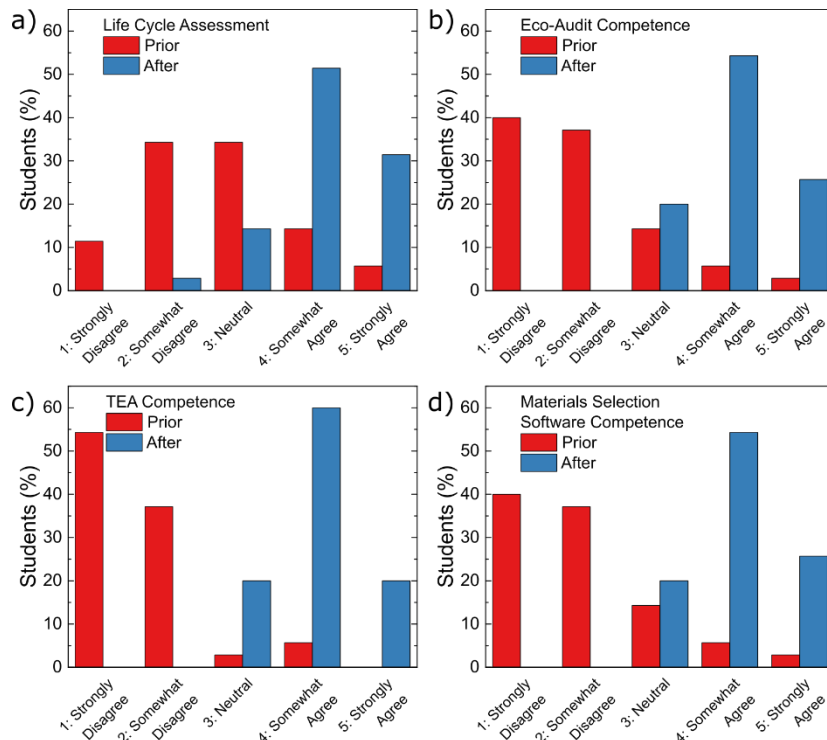 a)
Life Cycle Assessment
Prior
After
Students (%)
60
50
40
30
20
10
0
1: Strongly
Disagree
2: Somewhat
Disagree
3: Neutral
4: Somewhat
Agree
5: Strongly
Agree
b)
Eco-Audit Competence
Prior
After
Students (%)
60
50
40
30
20
10
0
1: Strongly
Disagree
2: Somewhat
Disagree
3: Neutral
4: Somewhat
Agree
5: Strongly
Agree
c)
TEA Competence
Prior
After
Students (%)
60
50
40
30
20
10
0
1: Strongly
Disagree
2: Somewhat
Disagree
3: Neutral
4: Somewhat
Agree
5: Strongly
Agree
d)
Materials Selection
Software Competence
Prior
After
Students (%)
60
50
40
30
20
10
0
1: Strongly
Disagree
2: Somewhat
Disagree
3: Neutral
4: Somewhat
Agree
5: Strongly
Agree